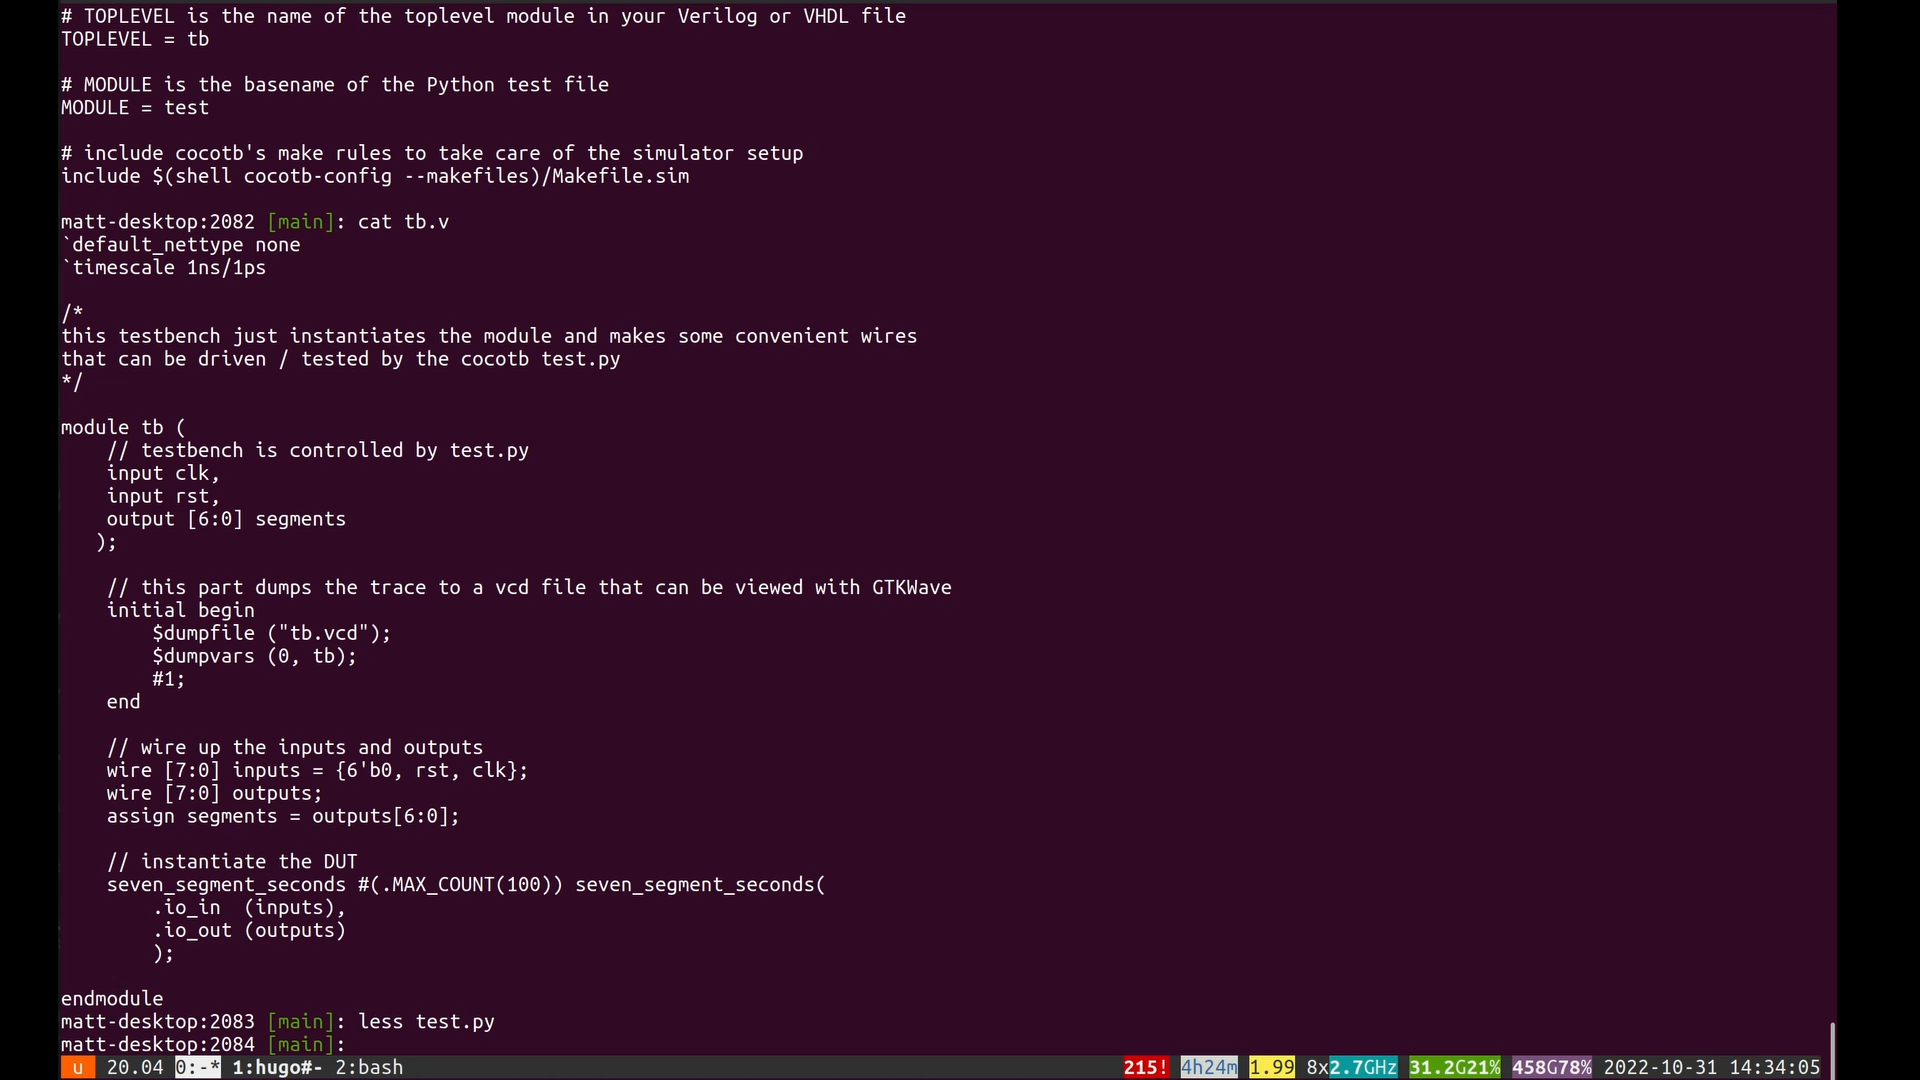 # TOPLEVEL is the name of the toplevel module in your Verilog or VHDL file
TOPLEVEL = tb

# MODULE is the basename of the Python test file
MODULE = test

# include cocotb's make rules to take care of the simulator setup
include $(shell cocotb-config --makefiles)/Makefile.sim

matt-desktop:2082 [main]: cat tb.v
`default_nettype none
`timescale 1ns/1ps

/*
this testbench just instantiates the module and makes some convenient wires
that can be driven / tested by the cocotb test.py
*/

module tb (
    // testbench is controlled by test.py
    input clk,
    input rst,
    output [6:0] segments
   );

    // this part dumps the trace to a vcd file that can be viewed with GTKWave
    initial begin
        $dumpfile ("tb.vcd");
        $dumpvars (0, tb);
        #1;
    end

    // wire up the inputs and outputs
    wire [7:0] inputs = {6'b0, rst, clk};
    wire [7:0] outputs;
    assign segments = outputs[6:0];

    // instantiate the DUT
    seven_segment_seconds #(.MAX_COUNT(100)) seven_segment_seconds(
        .io_in  (inputs),
        .io_out (outputs)
        );

endmodule
matt-desktop:2083 [main]: less test.py
matt-desktop:2084 [main]:
u 20.04 0:-* 1:hugo#- 2:bash 215! 4h24m 1.99 8x2.7GHz 31.2G21% 458G78% 2022-10-31 14:34:05